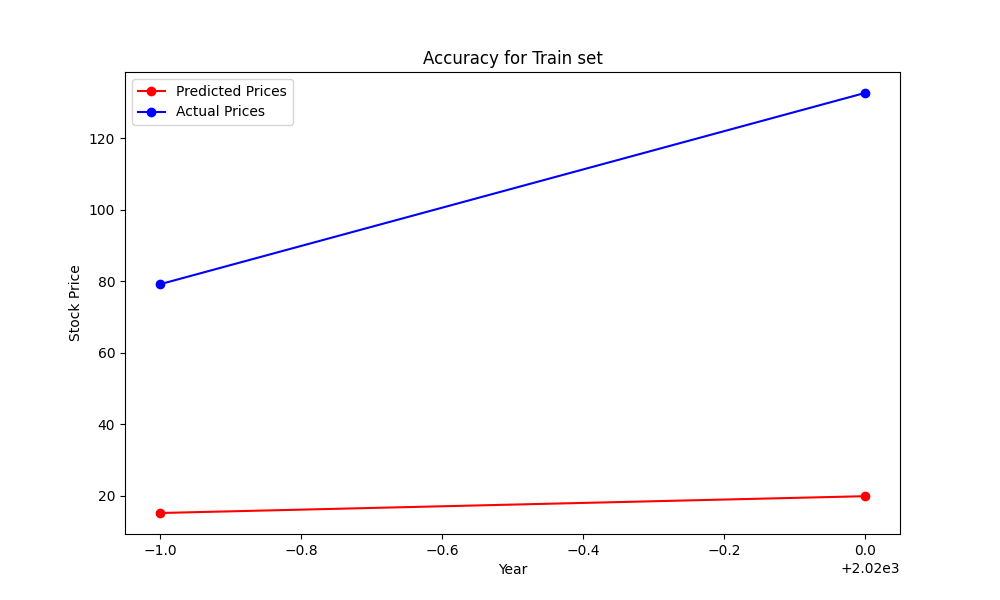 Accuracy for Train set
Predicted Prices
Actual Prices
120
100
80
60
40
20
Stock Price
−1.0 −0.8 −0.6 −0.4 −0.2 0.0
+2.02e3
Year